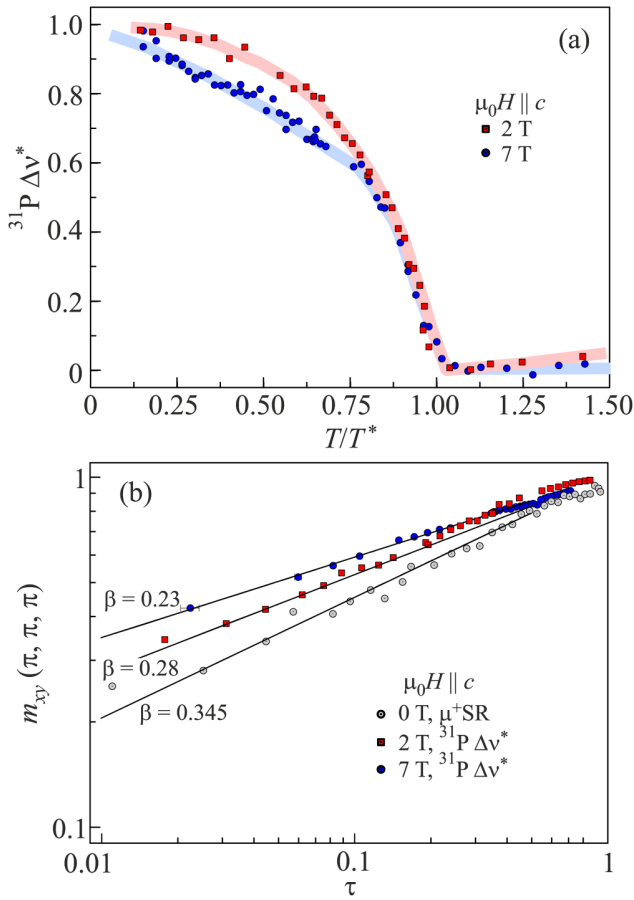 (a)
³¹P Δν*
1.0
0.8
0.6
0.4
0.2
0
μ₀H || c
2 T
7 T
0 0.25 0.50 0.75 1.00 1.25 1.50
T/T*
(b)
1
0.1
m_xy (π, π, π)
β = 0.23
β = 0.28
β = 0.345
μ₀H || c
0 T, μ⁺SR
2 T, ³¹P Δν*
7 T, ³¹P Δν*
0.01 0.1 1
τ